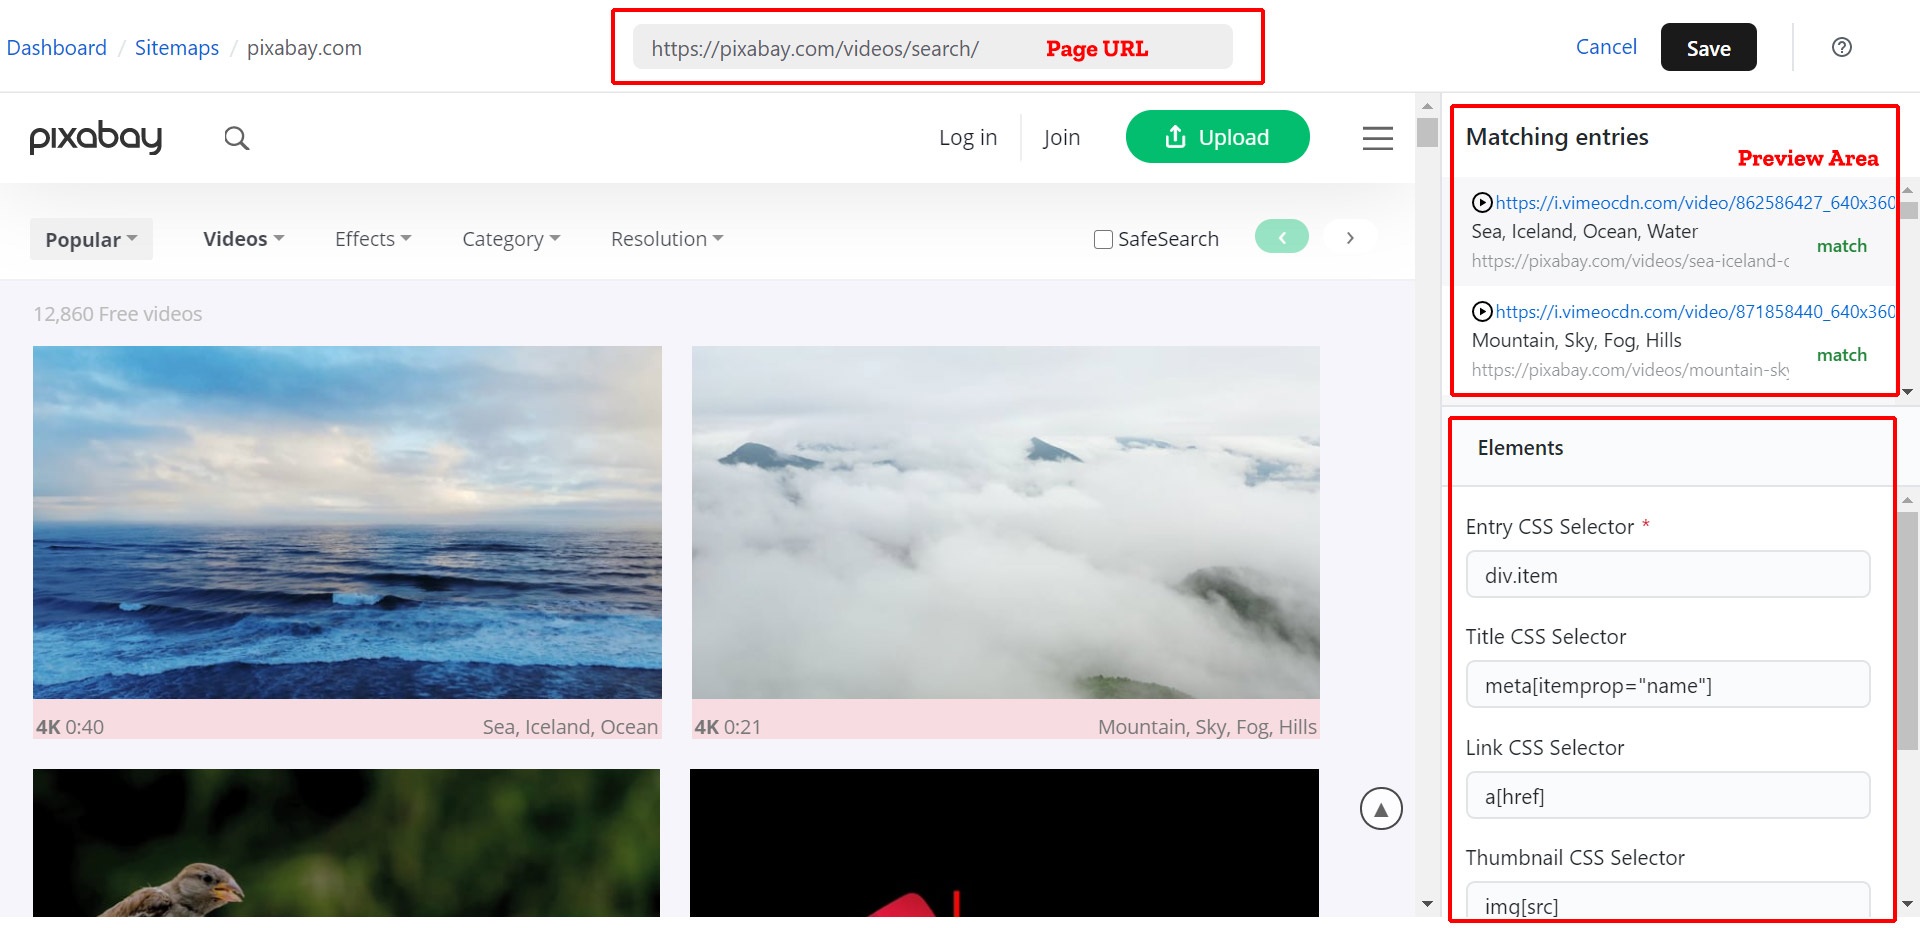 Dashboard / Sitemaps / pixabay.com
https://pixabay.com/videos/search/ Page URL
Cancel Save
pixabay
Log in Join Upload
Popular Videos Effects Category Resolution SafeSearch
12,860 Free videos
4K 0:40 Sea, Iceland, Ocean
4K 0:21 Mountain, Sky, Fog, Hills
Matching entries
Preview Area
https://i.vimeocdn.com/video/862586427_640x360
Sea, Iceland, Ocean, Water
match
https://pixabay.com/videos/sea-iceland-
https://i.vimeocdn.com/video/871858440_640x360
Mountain, Sky, Fog, Hills
match
https://pixabay.com/videos/mountain-sky
Elements
Entry CSS Selector *
div.item
Title CSS Selector
meta[itemprop="name"]
Link CSS Selector
a[href]
Thumbnail CSS Selector
img[src]